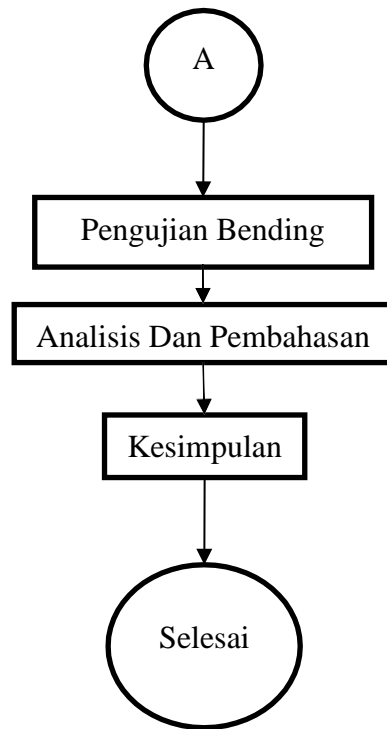 A
Pengujian Bending
Analisis Dan Pembahasan
Kesimpulan
Selesai